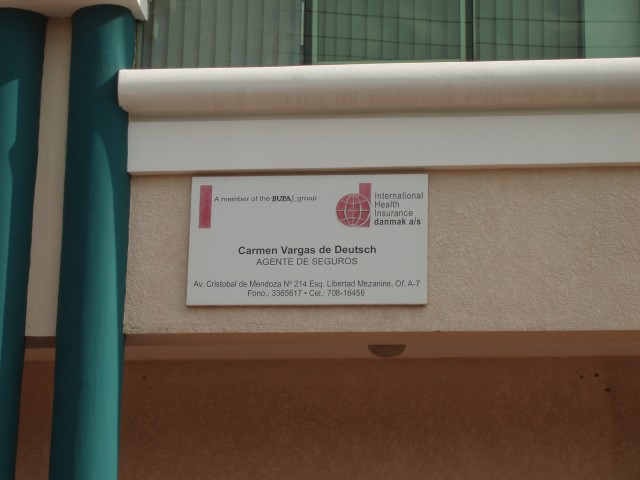 A member of the BUPA group
International
Health
Insurance
danmak a/s
Carmen Vargas de Deutsch
AGENTE DE SEGUROS
Av. Cristobal de Mendoza Nº 214 Esq. Libertad Mezanine, Of. A-7
Fono.: 3365617 • Cel.: 708-16456